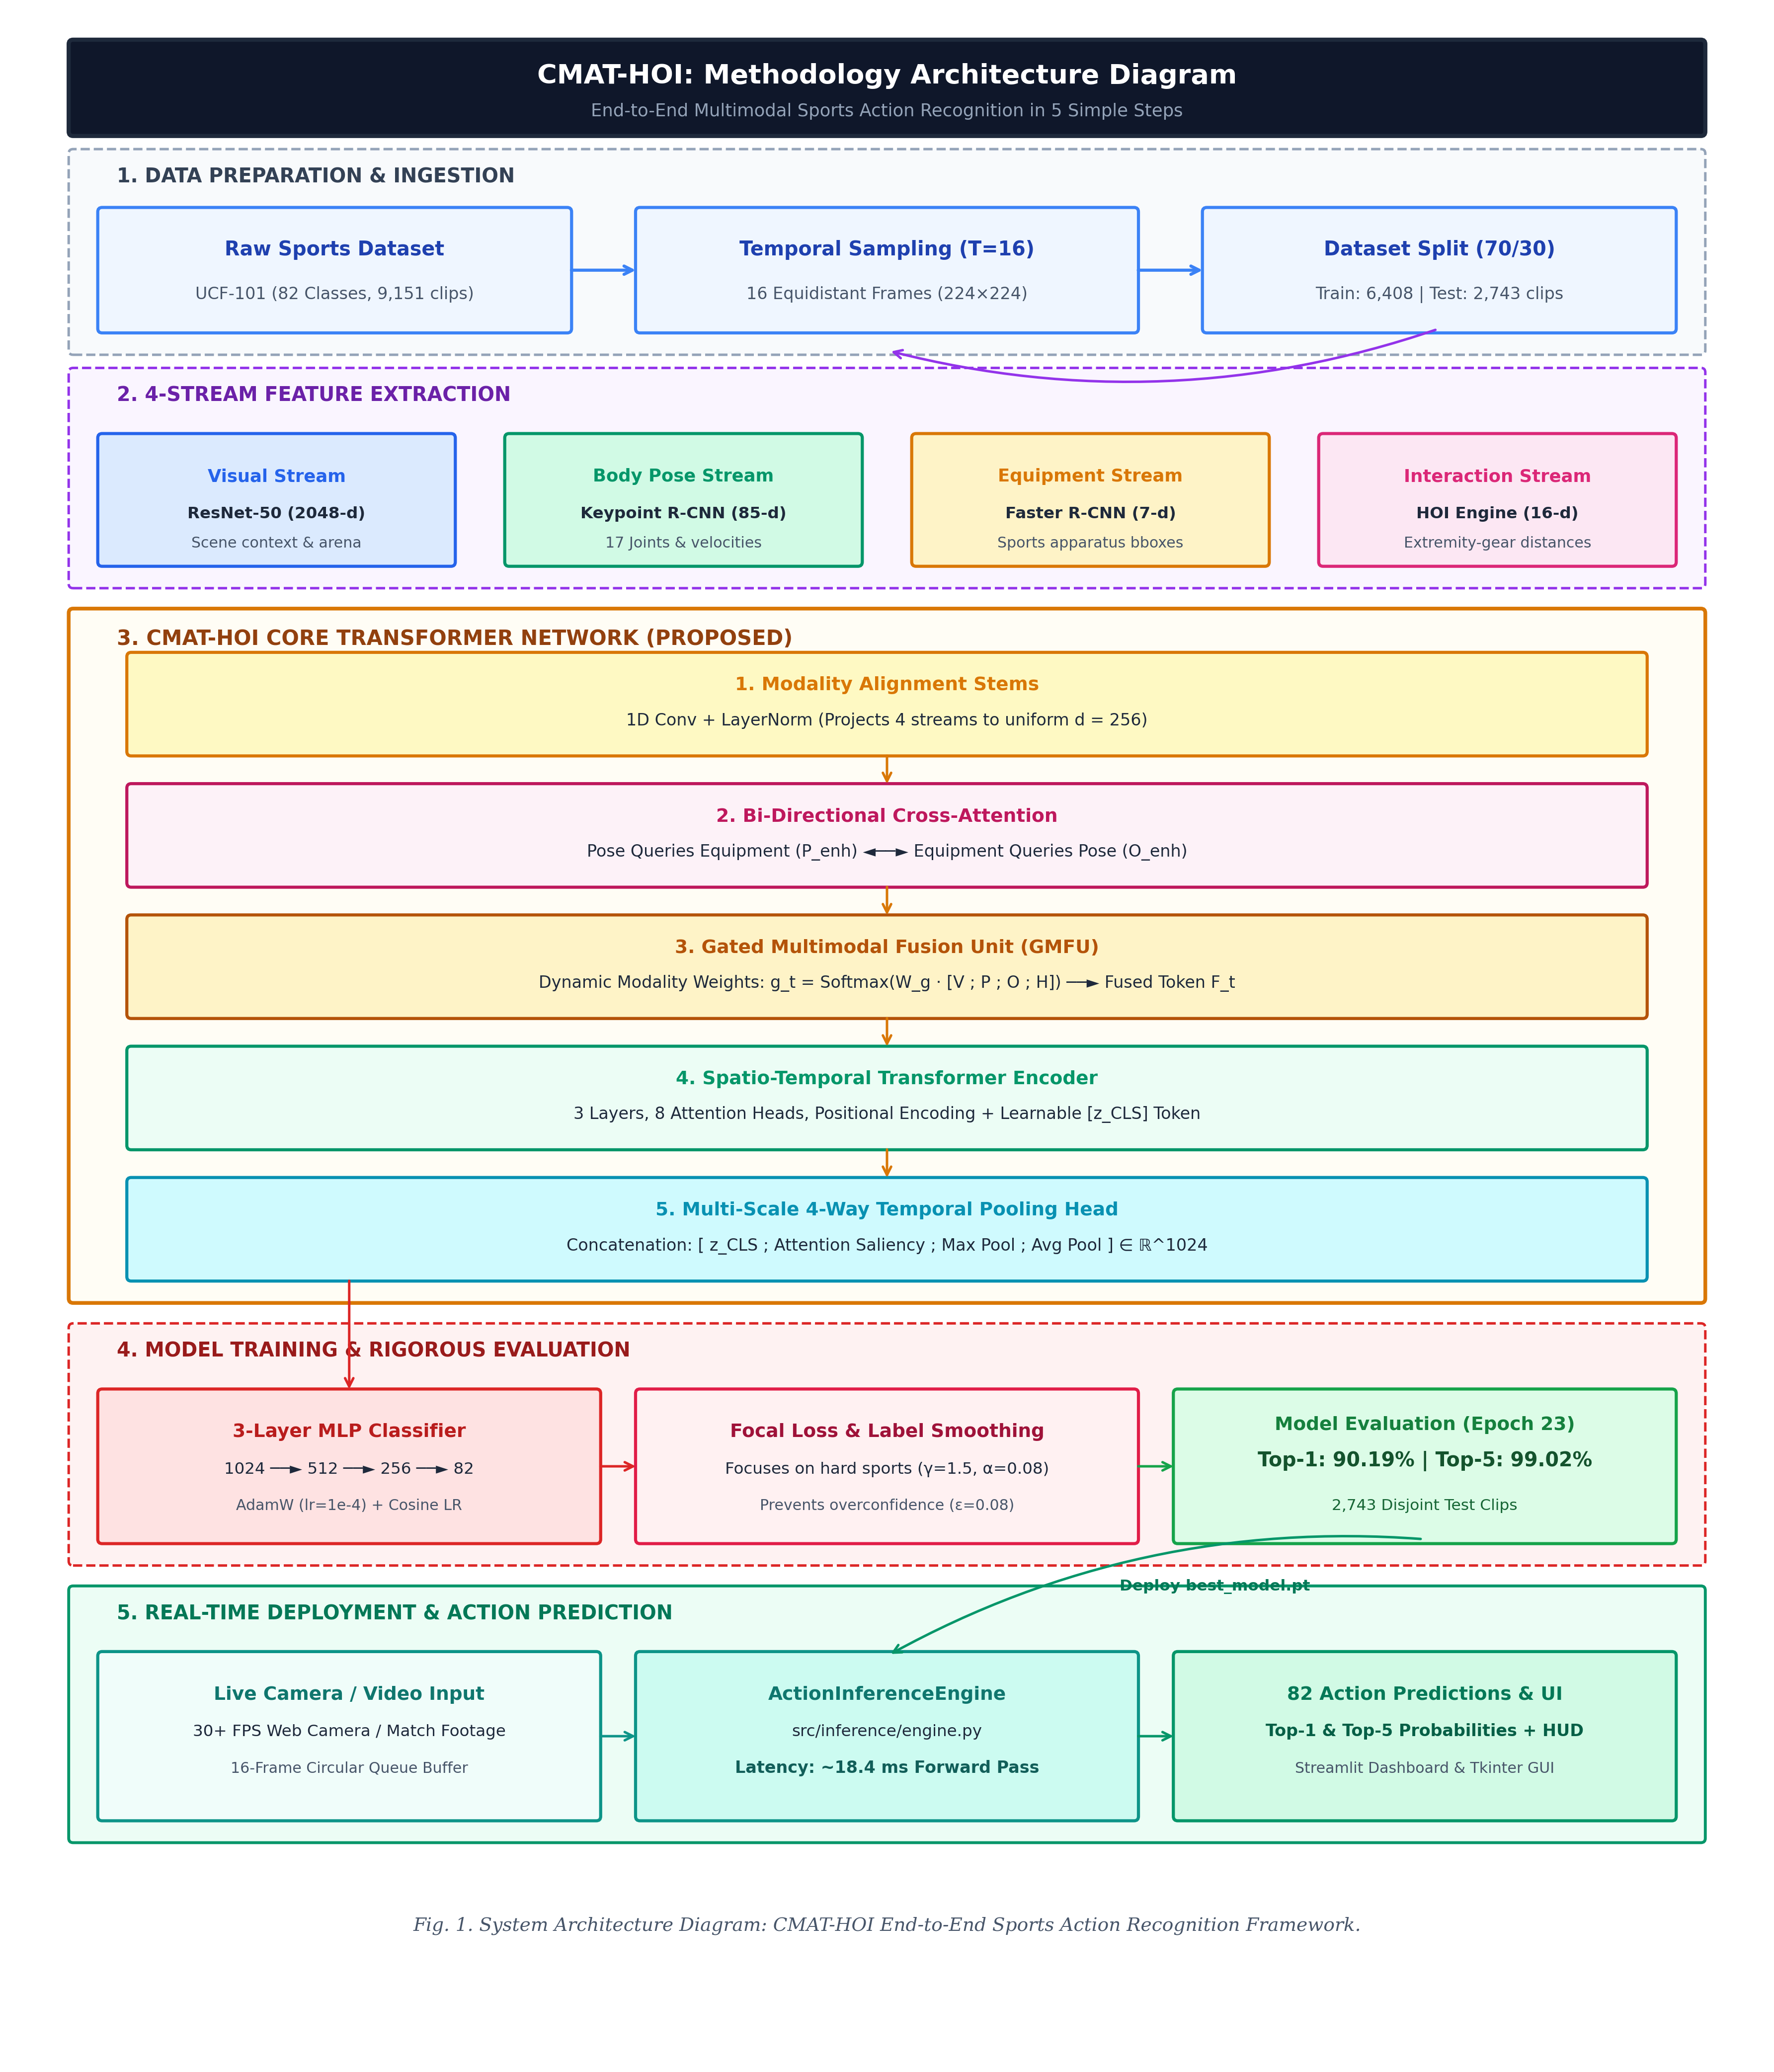 CMAT-HOI: Methodology Architecture Diagram
End-to-End Multimodal Sports Action Recognition in 5 Simple Steps
1. DATA PREPARATION & INGESTION
Raw Sports Dataset
UCF-101 (82 Classes, 9,151 clips)
Temporal Sampling (T=16)
16 Equidistant Frames (224×224)
Dataset Split (70/30)
Train: 6,408 | Test: 2,743 clips
2. 4-STREAM FEATURE EXTRACTION
Visual Stream
ResNet-50 (2048-d)
Scene context & arena
Body Pose Stream
Keypoint R-CNN (85-d)
17 Joints & velocities
Equipment Stream
Faster R-CNN (7-d)
Sports apparatus bboxes
Interaction Stream
HOI Engine (16-d)
Extremity-gear distances
3. CMAT-HOI CORE TRANSFORMER NETWORK (PROPOSED)
1. Modality Alignment Stems
1D Conv + LayerNorm (Projects 4 streams to uniform d = 256)
2. Bi-Directional Cross-Attention
Pose Queries Equipment (P_enh) ◄──► Equipment Queries Pose (O_enh)
3. Gated Multimodal Fusion Unit (GMFU)
Dynamic Modality Weights: g_t = Softmax(W_g · [V ; P ; O ; H]) ──► Fused Token F_t
4. Spatio-Temporal Transformer Encoder
3 Layers, 8 Attention Heads, Positional Encoding + Learnable [z_CLS] Token
5. Multi-Scale 4-Way Temporal Pooling Head
Concatenation: [ z_CLS ; Attention Saliency ; Max Pool ; Avg Pool ] ∈ ℝ^1024
4. MODEL TRAINING & RIGOROUS EVALUATION
3-Layer MLP Classifier
1024 ──► 512 ──► 256 ──► 82
AdamW (lr=1e-4) + Cosine LR
Focal Loss & Label Smoothing
Focuses on hard sports (γ=1.5, α=0.08)
Prevents overconfidence (ε=0.08)
Model Evaluation (Epoch 23)
Top-1: 90.19% | Top-5: 99.02%
2,743 Disjoint Test Clips
Deploy best_model.pt
5. REAL-TIME DEPLOYMENT & ACTION PREDICTION
Live Camera / Video Input
30+ FPS Web Camera / Match Footage
16-Frame Circular Queue Buffer
ActionInferenceEngine
src/inference/engine.py
Latency: ~18.4 ms Forward Pass
82 Action Predictions & UI
Top-1 & Top-5 Probabilities + HUD
Streamlit Dashboard & Tkinter GUI
Fig. 1. System Architecture Diagram: CMAT-HOI End-to-End Sports Action Recognition Framework.